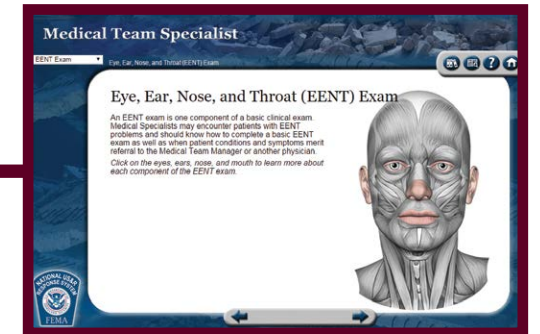 Medical Team Specialist
EENT Exam
Eye, Ear, Nose, and Throat (EENT) Exam
Eye, Ear, Nose, and Throat (EENT) Exam
An EENT exam is one component of a basic clinical exam.
Medical Specialists may encounter patients with EENT
problems and should know how to complete a basic EENT
exam as well as when patient conditions and symptoms merit
referral to the Medical Team Manager or another physician.
Click on the eyes, ears, nose, and mouth to learn more about
each component of the EENT exam.
?
NATIONAL US&R
RESPONSE SYSTEM
FEMA